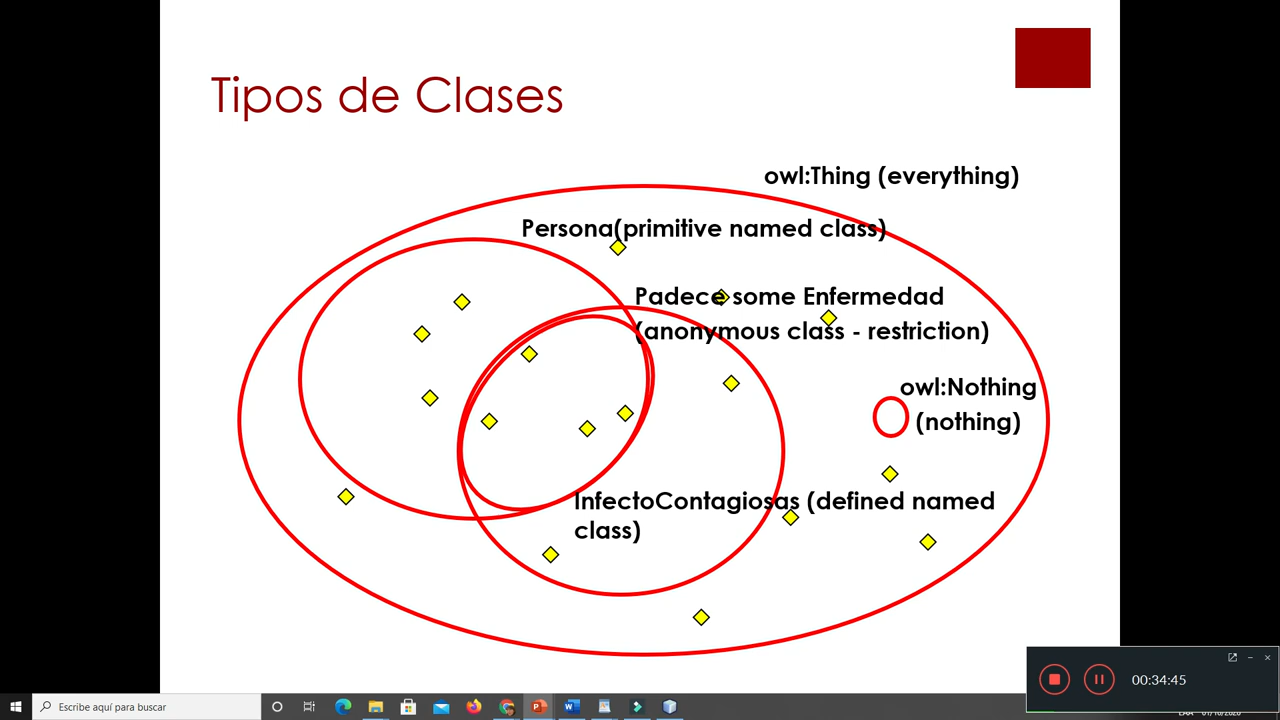 Tipos de Clases
owl:Thing (everything)
Persona(primitive named class)
Padece some Enfermedad
(anonymous class - restriction)
owl:Nothing
(nothing)
InfectoContagiosas (defined named
class)
00:34:45
Escribe aquí para buscar